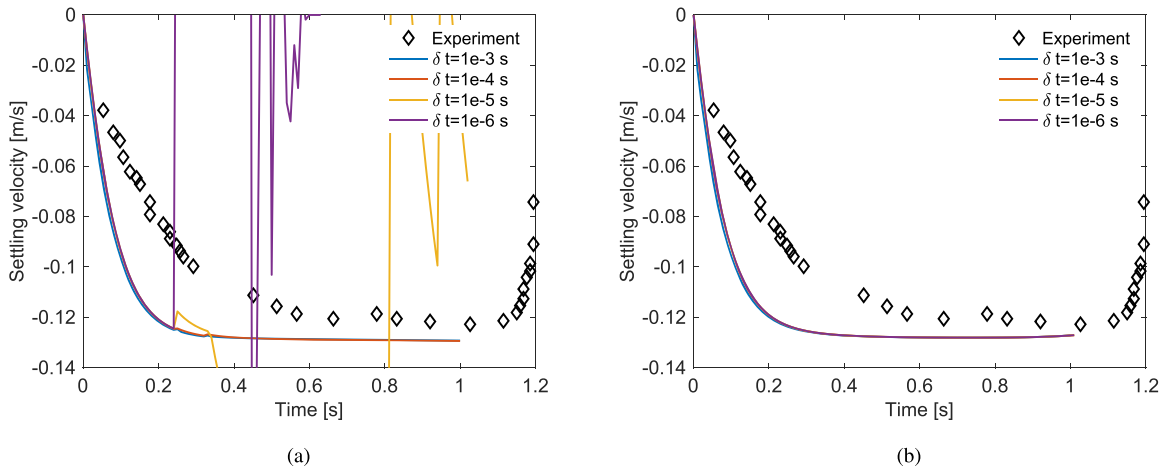 0
-0.02
-0.04
-0.06
-0.08
-0.1
-0.12
-0.14
Settling velocity [m/s]
0 0.2 0.4 0.6 0.8 1 1.2
Time [s]
Experiment
δ t=1e-3 s
δ t=1e-4 s
δ t=1e-5 s
δ t=1e-6 s
(a)
0
-0.02
-0.04
-0.06
-0.08
-0.1
-0.12
-0.14
Settling velocity [m/s]
0 0.2 0.4 0.6 0.8 1 1.2
Time [s]
Experiment
δ t=1e-3 s
δ t=1e-4 s
δ t=1e-5 s
δ t=1e-6 s
(b)